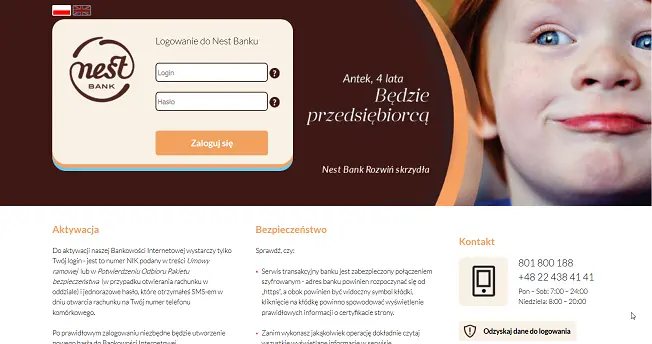 Logowanie do Nest Banku
nest
BANK
Login
Hasło
Zaloguj się
Antek, 4 lata
Będzie
przedsiębiorcą
Nest Bank Rozwiń skrzydła
Aktywacja
Do aktywacji naszej Bankowości Internetowej wystarczy tylko
Twój login - jest to numer NIK podany w treści Umowy
ramowej lub w Potwierdzeniu Odbioru Pakietu
bezpieczeństwa (w przypadku otwierania rachunku w
oddziale) i jednorazowe hasło, które otrzymałeś SMS-em w
dniu otwarcia rachunku na Twój numer telefonu
komórkowego.
Po prawidłowym zalogowaniu niezbędne będzie utworzenie
nowego hasła do Bankowości Internetowej.
Bezpieczeństwo
Sprawdź, czy:
Serwis transakcyjny banku jest zabezpieczony połączeniem
szyfrowanym - adres banku powinien rozpoczynać się od
„https", a obok powinien być widoczny symbol kłódki,
kliknięcie na kłódkę powinno spowodować wyświetlenie
prawidłowych informacji o certyfikacie strony.
Zanim wykonasz jakąkolwiek operację dokładnie czytaj
wszystkie wyświetlane informacje w serwisie
Kontakt
801 800 188
+48 22 438 41 41
Pon - Sob: 7:00 – 24:00
Niedziela: 8:00 – 20:00
Odzyskaj dane do logowania